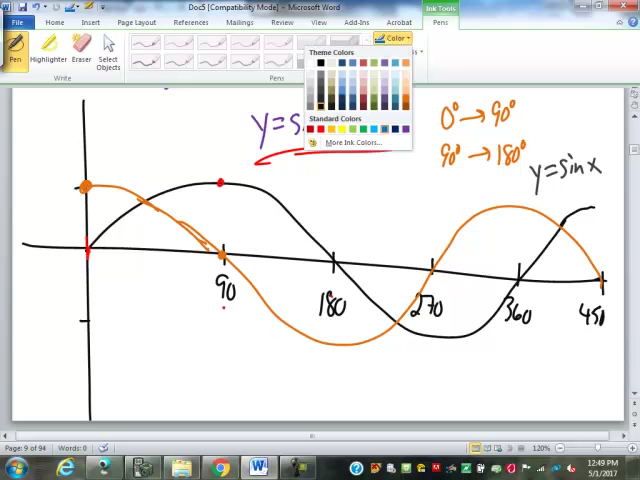 Doc5 [Compatibility Mode] - Microsoft Word
Ink Tools
File
Home
Insert
Page Layout
References
Mailings
Review
View
Add-Ins
Acrobat
Pens
Pen
Highlighter
Eraser
Select
Objects
Write
Pens
Color
Theme Colors
Standard Colors
More Ink Colors...
y=s
0° → 90°
90° → 180°
y=sin x
90
180
270
360
450
Page: 9 of 94
Words: 0
120%
12:49 PM
5/1/2017